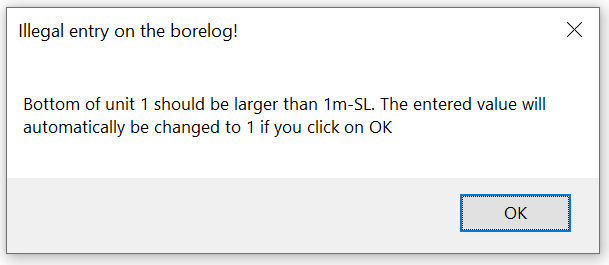 Illegal entry on the borelog!
Bottom of unit 1 should be larger than 1m-SL. The entered value will
automatically be changed to 1 if you click on OK
OK